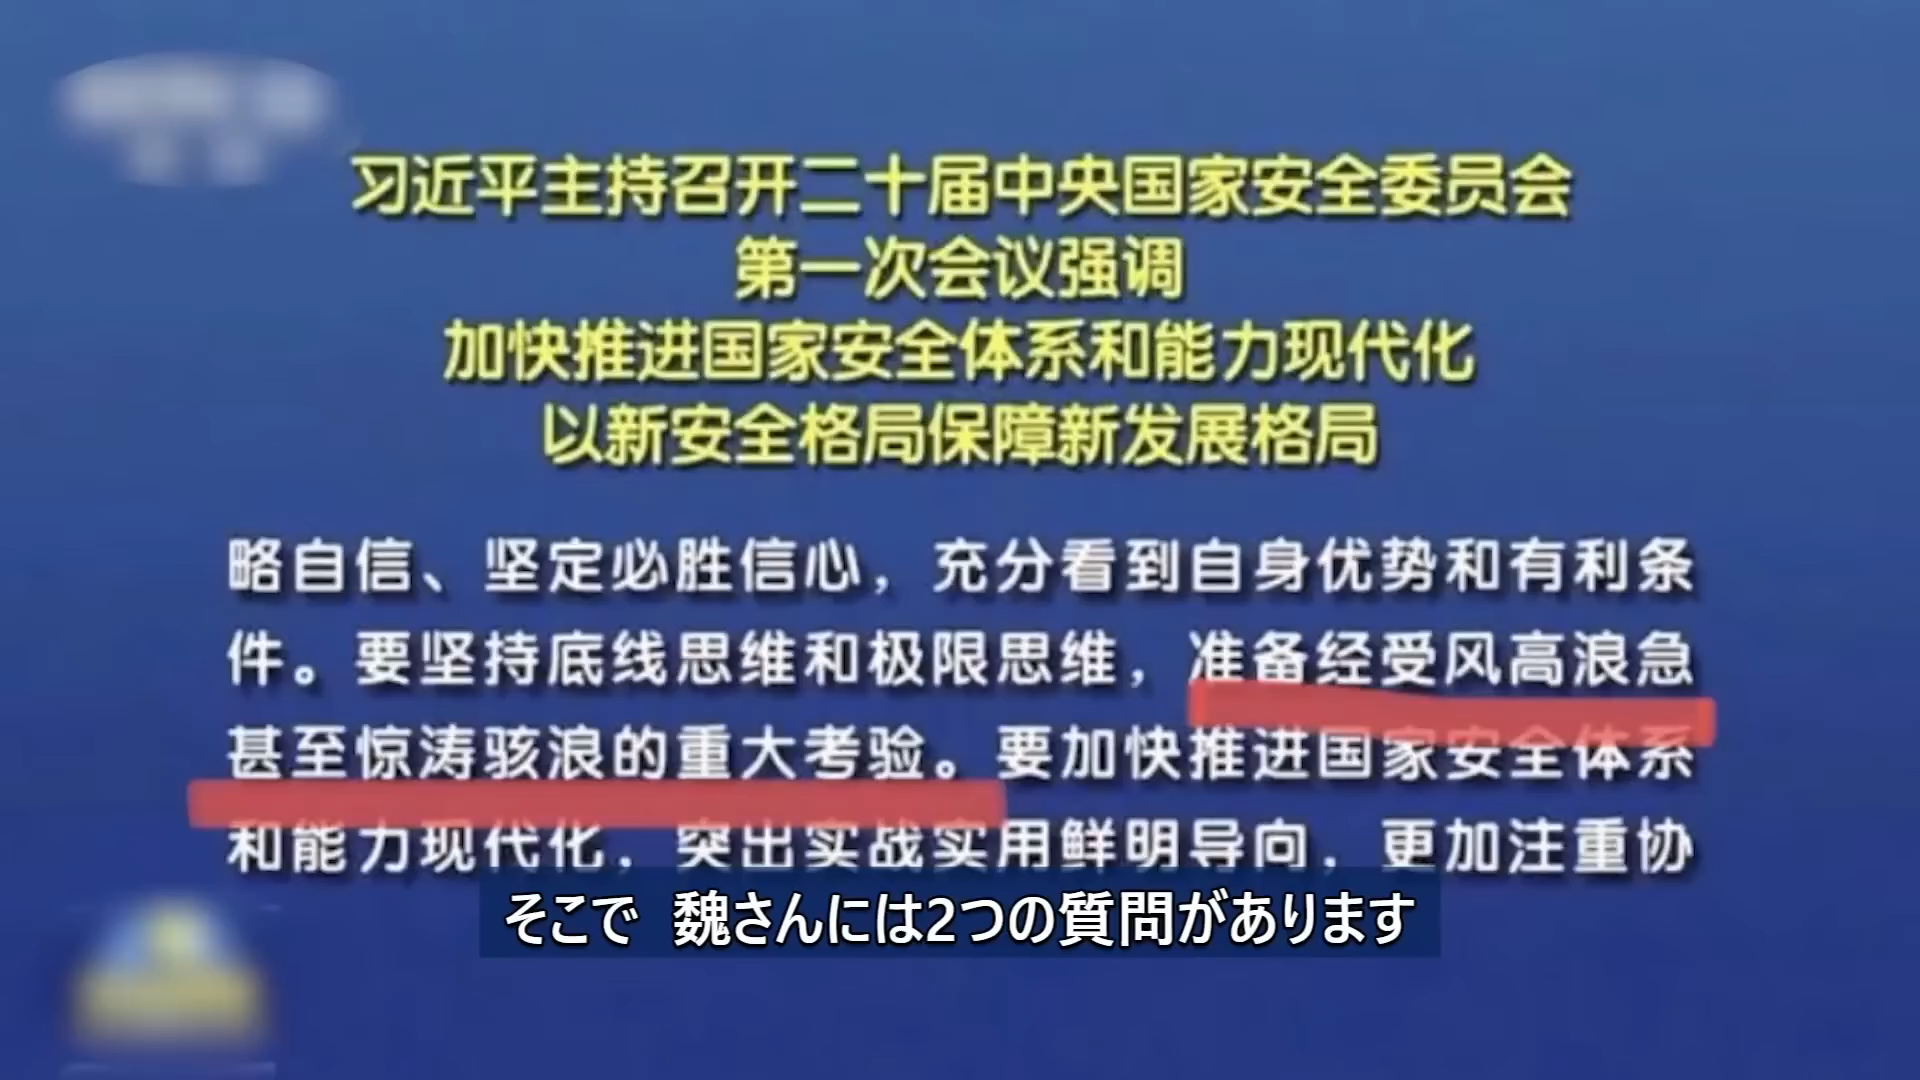 习近平主持召开二十届中央国家安全委员会
第一次会议强调
加快推进国家安全体系和能力现代化
以新安全格局保障新发展格局
略自信、坚定必胜信心，充分看到自身优势和有利条
件。要坚持底线思维和极限思维，准备经受风高浪急
甚至惊涛骇浪的重大考验。要加快推进国家安全体系
和能力现代化，突出实战实用鲜明导向，更加注重协
そこで 魏さんには2つの質問があります